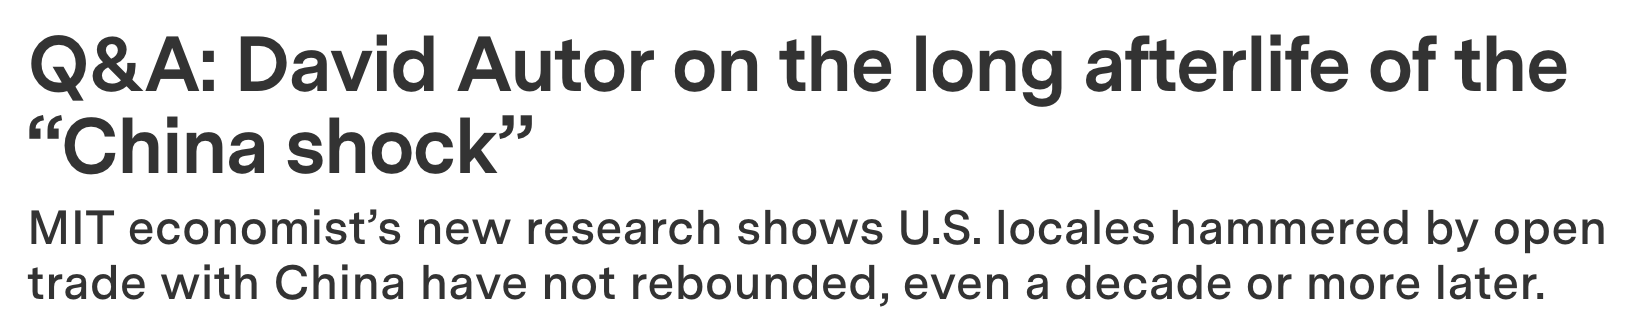 Q&A: David Autor on the long afterlife of the
“China shock”
MIT economist’s new research shows U.S. locales hammered by open
trade with China have not rebounded, even a decade or more later.